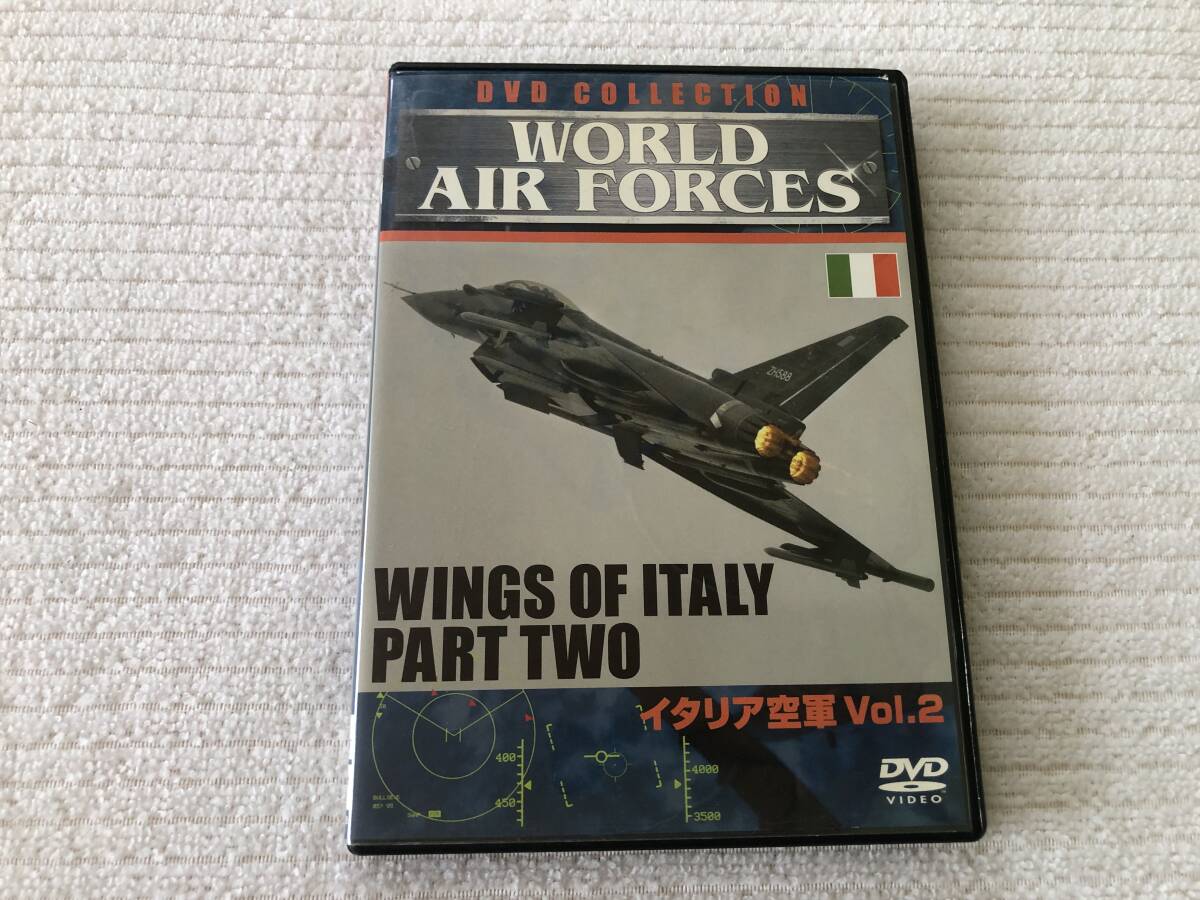 DVD COLLECTION
WORLD
AIR FORCES
ZH588
WINGS OF ITALY
PART TWO
イタリア空軍 Vol.2
400
450
4000
3500
DVD
VIDEO